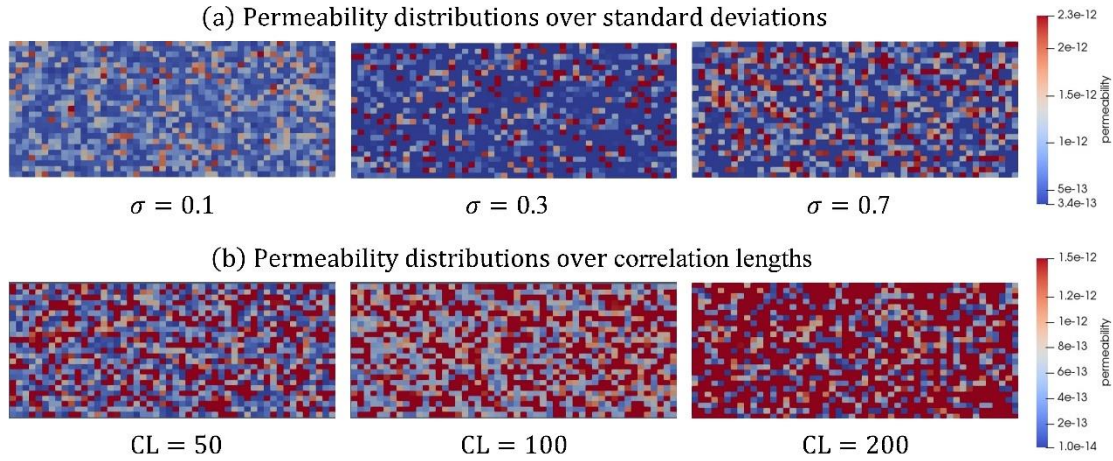 (a) Permeability distributions over standard deviations
2.3e-12
2e-12
1.5e-12
1e-12
5e-13
3.4e-13
permeability
σ = 0.1
σ = 0.3
σ = 0.7
(b) Permeability distributions over correlation lengths
1.5e-12
1.2e-12
1e-12
8e-13
6e-13
4e-13
2e-13
1.0e-14
permeability
CL = 50
CL = 100
CL = 200